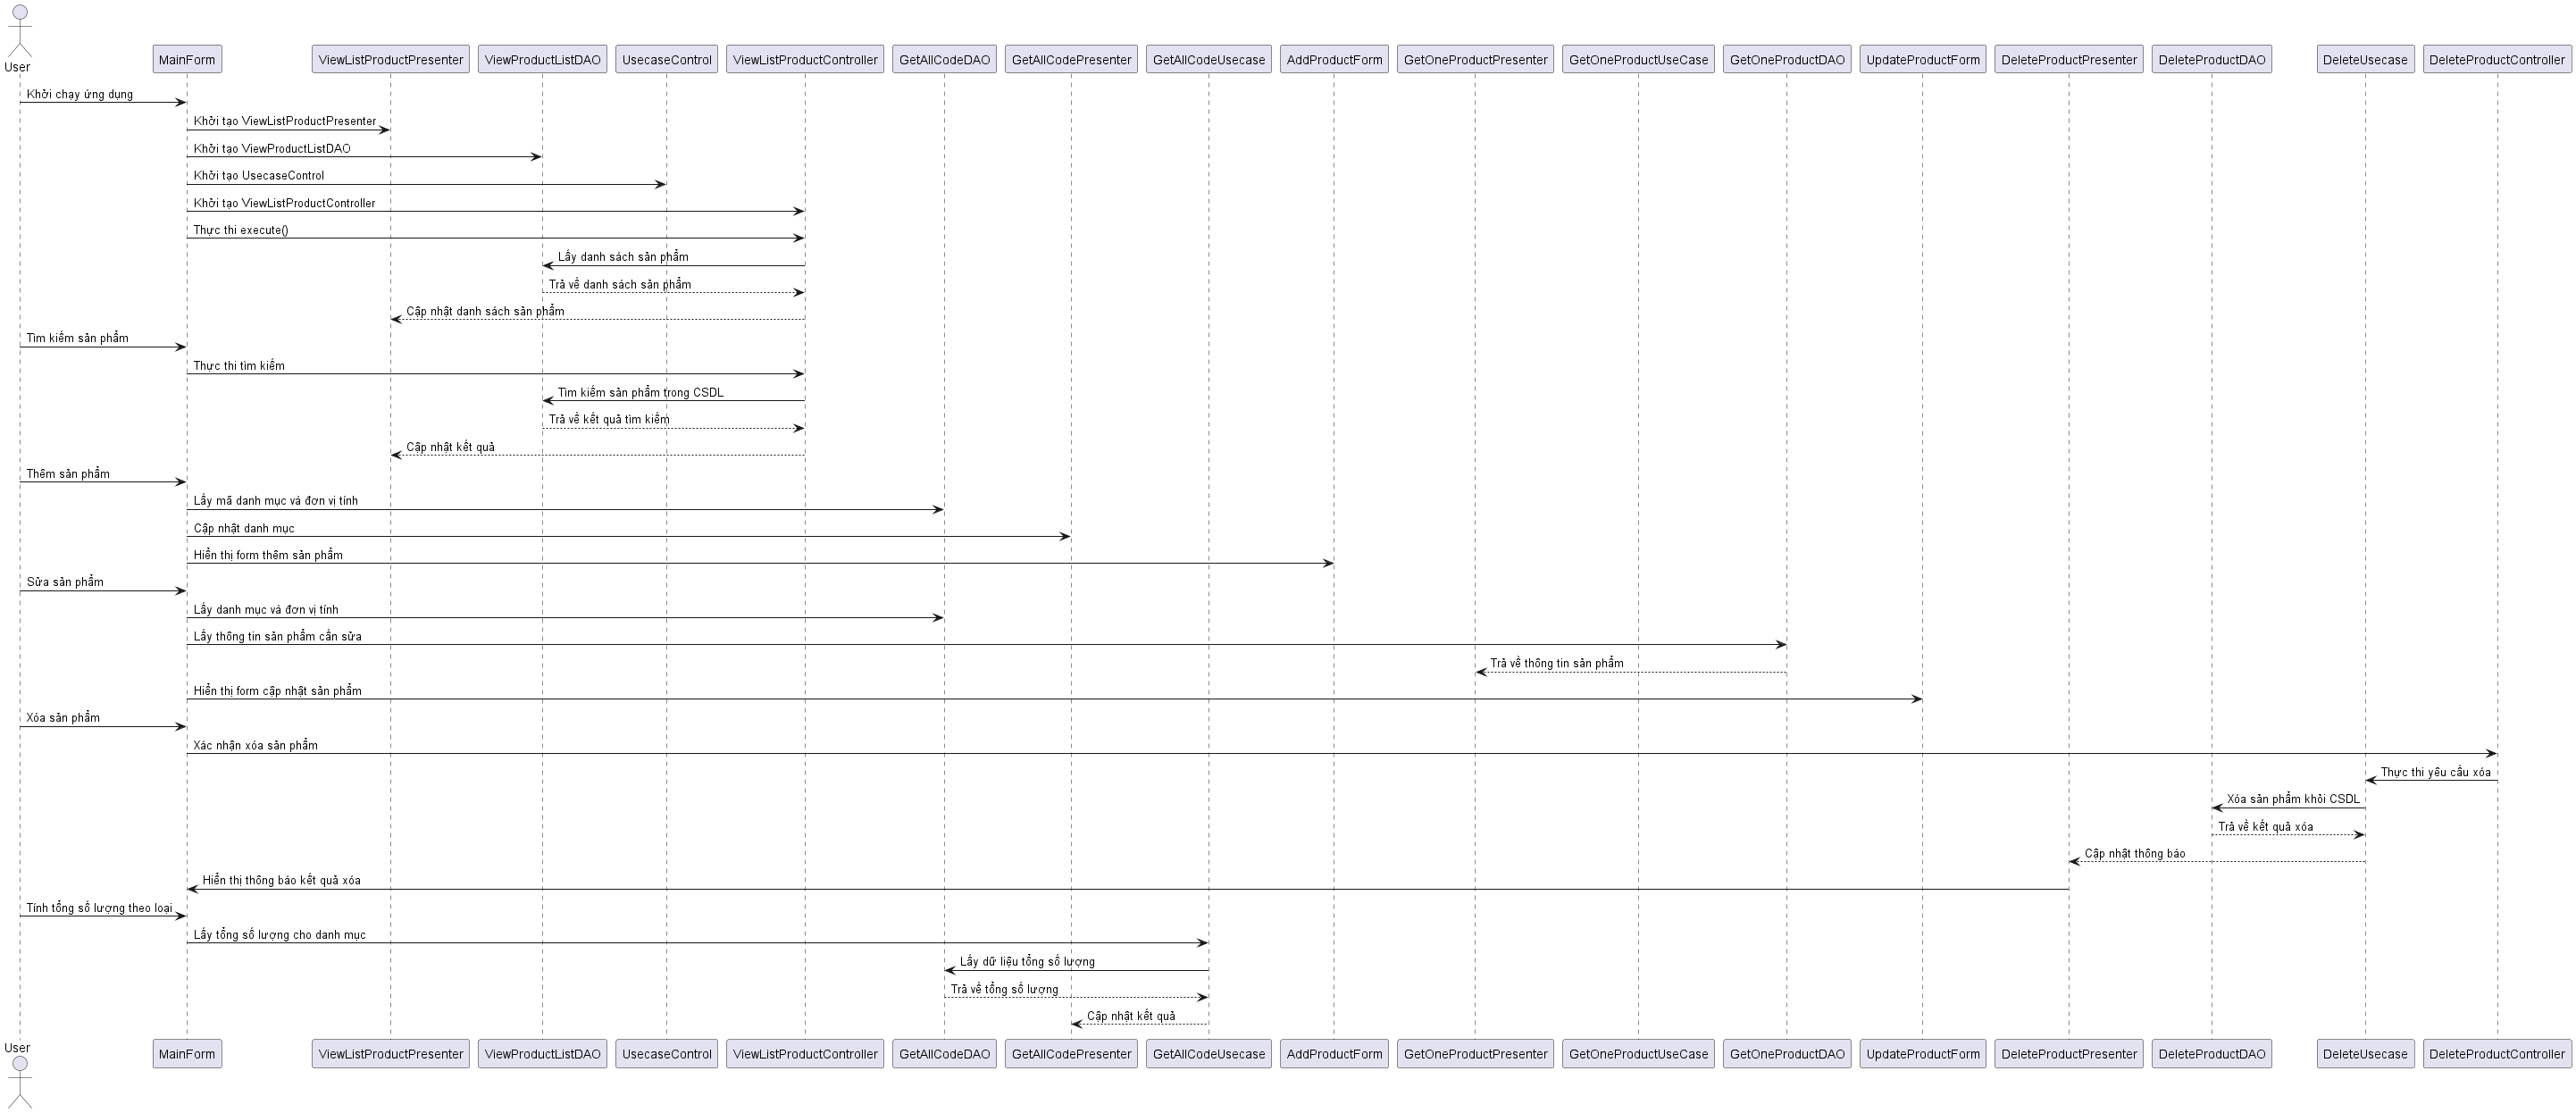 User
MainForm
ViewListProductPresenter
ViewProductListDAO
UsecaseControl
ViewListProductController
GetAllCodeDAO
GetAllCodePresenter
GetAllCodeUsecase
AddProductForm
GetOneProductPresenter
GetOneProductUseCase
GetOneProductDAO
UpdateProductForm
DeleteProductPresenter
DeleteProductDAO
DeleteUsecase
DeleteProductController
Khởi chạy ứng dụng
Khởi tạo ViewListProductPresenter
Khởi tạo ViewProductListDAO
Khởi tạo UsecaseControl
Khởi tạo ViewListProductController
Thực thi execute()
Lấy danh sách sản phẩm
Trả về danh sách sản phẩm
Cập nhật danh sách sản phẩm
Tìm kiếm sản phẩm
Thực thi tìm kiếm
Tìm kiếm sản phẩm trong CSDL
Trả về kết quả tìm kiếm
Cập nhật kết quả
Thêm sản phẩm
Lấy mã danh mục và đơn vị tính
Cập nhật danh mục
Hiển thị form thêm sản phẩm
Sửa sản phẩm
Lấy danh mục và đơn vị tính
Lấy thông tin sản phẩm cần sửa
Trả về thông tin sản phẩm
Hiển thị form cập nhật sản phẩm
Xóa sản phẩm
Xác nhận xóa sản phẩm
Thực thi yêu cầu xóa
Xóa sản phẩm khỏi CSDL
Trả về kết quả xóa
Cập nhật thông báo
Hiển thị thông báo kết quả xóa
Tính tổng số lượng theo loại
Lấy tổng số lượng cho danh mục
Lấy dữ liệu tổng số lượng
Trả về tổng số lượng
Cập nhật kết quả
User
MainForm
ViewListProductPresenter
ViewProductListDAO
UsecaseControl
ViewListProductController
GetAllCodeDAO
GetAllCodePresenter
GetAllCodeUsecase
AddProductForm
GetOneProductPresenter
GetOneProductUseCase
GetOneProductDAO
UpdateProductForm
DeleteProductPresenter
DeleteProductDAO
DeleteUsecase
DeleteProductController